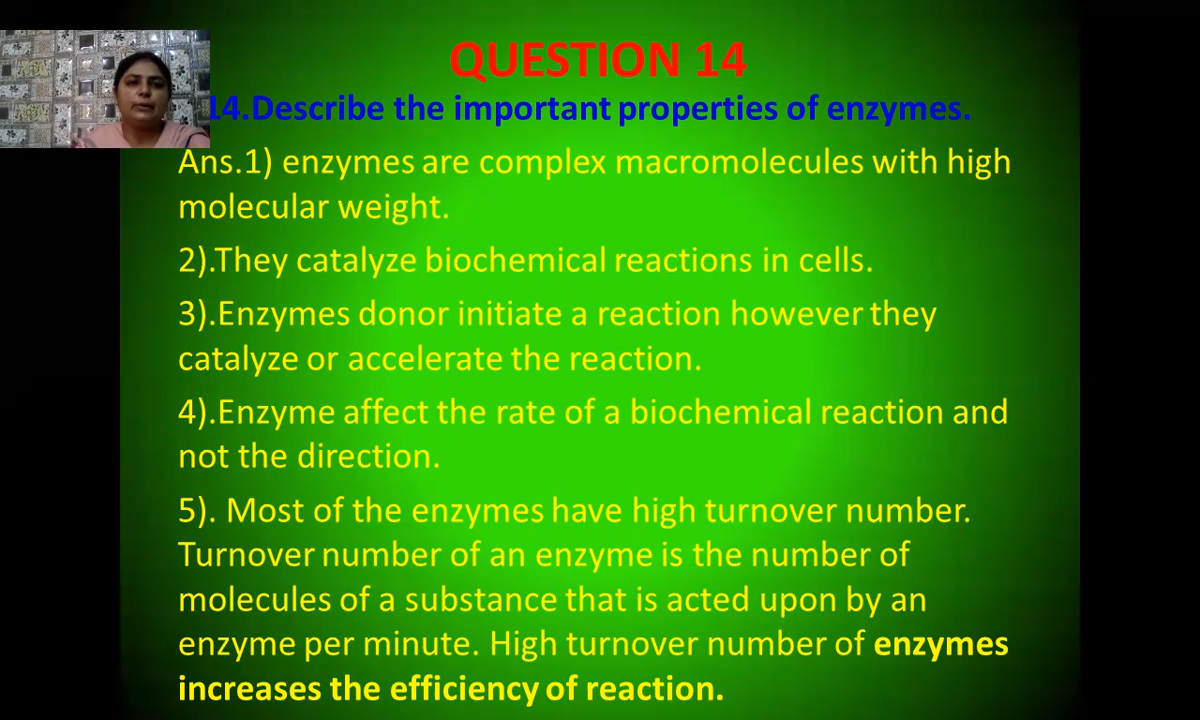 QUESTION 14
14.Describe the important properties of enzymes.
Ans.1) enzymes are complex macromolecules with high
molecular weight.
2).They catalyze biochemical reactions in cells.
3).Enzymes donor initiate a reaction however they
catalyze or accelerate the reaction.
4).Enzyme affect the rate of a biochemical reaction and
not the direction.
5). Most of the enzymes have high turnover number.
Turnover number of an enzyme is the number of
molecules of a substance that is acted upon by an
enzyme per minute. High turnover number of enzymes
increases the efficiency of reaction.